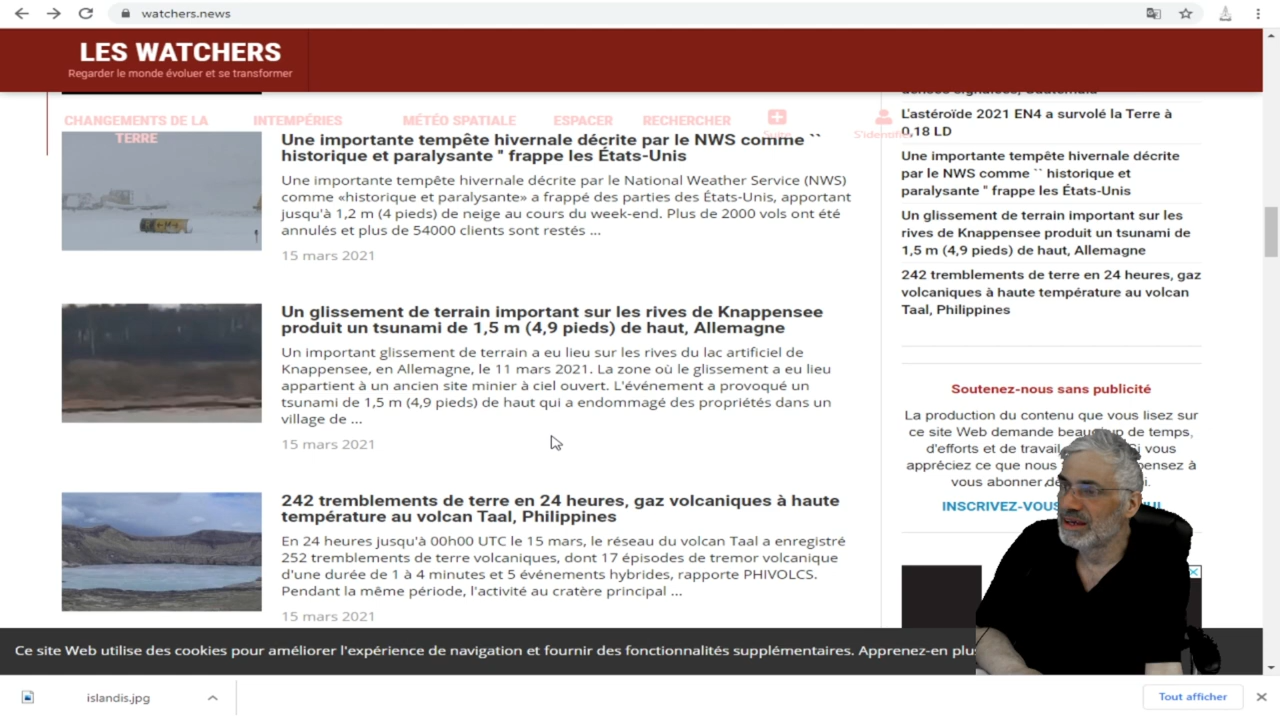 watchers.news
LES WATCHERS
Regarder le monde évoluer et se transformer
CHANGEMENTS DE LA
TERRE
INTEMPÉRIES
MÉTÉO SPATIALE
ESPACER
RECHERCHER
Suite
Une importante tempête hivernale décrite par le NWS comme ``
historique et paralysante " frappe les États-Unis
Une importante tempête hivernale décrite par le National Weather Service (NWS)
comme «historique et paralysante» a frappé des parties des États-Unis, apportant
jusqu'à 1,2 m (4 pieds) de neige au cours du week-end. Plus de 2000 vols ont été
annulés et plus de 54000 clients sont restés ...
15 mars 2021
Un glissement de terrain important sur les rives de Knappensee
produit un tsunami de 1,5 m (4,9 pieds) de haut, Allemagne
Un important glissement de terrain a eu lieu sur les rives du lac artificiel de
Knappensee, en Allemagne, le 11 mars 2021. La zone où le glissement a eu lieu
appartient à un ancien site minier à ciel ouvert. L'événement a provoqué un
tsunami de 1,5 m (4,9 pieds) de haut qui a endommagé des propriétés dans un
village de ...
15 mars 2021
242 tremblements de terre en 24 heures, gaz volcaniques à haute
température au volcan Taal, Philippines
En 24 heures jusqu'à 00h00 UTC le 15 mars, le réseau du volcan Taal a enregistré
252 tremblements de terre volcaniques, dont 17 épisodes de tremor volcanique
d'une durée de 1 à 4 minutes et 5 événements hybrides, rapporte PHIVOLCS.
Pendant la même période, l'activité au cratère principal ...
15 mars 2021
L'astéroïde 2021 EN4 a survolé la Terre à
0,18 LD
Une importante tempête hivernale décrite
par le NWS comme `` historique et
paralysante " frappe les États-Unis
Un glissement de terrain important sur les
rives de Knappensee produit un tsunami de
1,5 m (4,9 pieds) de haut, Allemagne
242 tremblements de terre en 24 heures, gaz
volcaniques à haute température au volcan
Taal, Philippines
Soutenez-nous sans publicité
La production du contenu que vous lisez sur
ce site Web demande de temps,
d'efforts et de travail vous
appréciez ce que nous pensez à
vous abonner
Ce site Web utilise des cookies pour améliorer l'expérience de navigation et fournir des fonctionnalités supplémentaires. Apprenez-en
islandis.jpg
Tout afficher